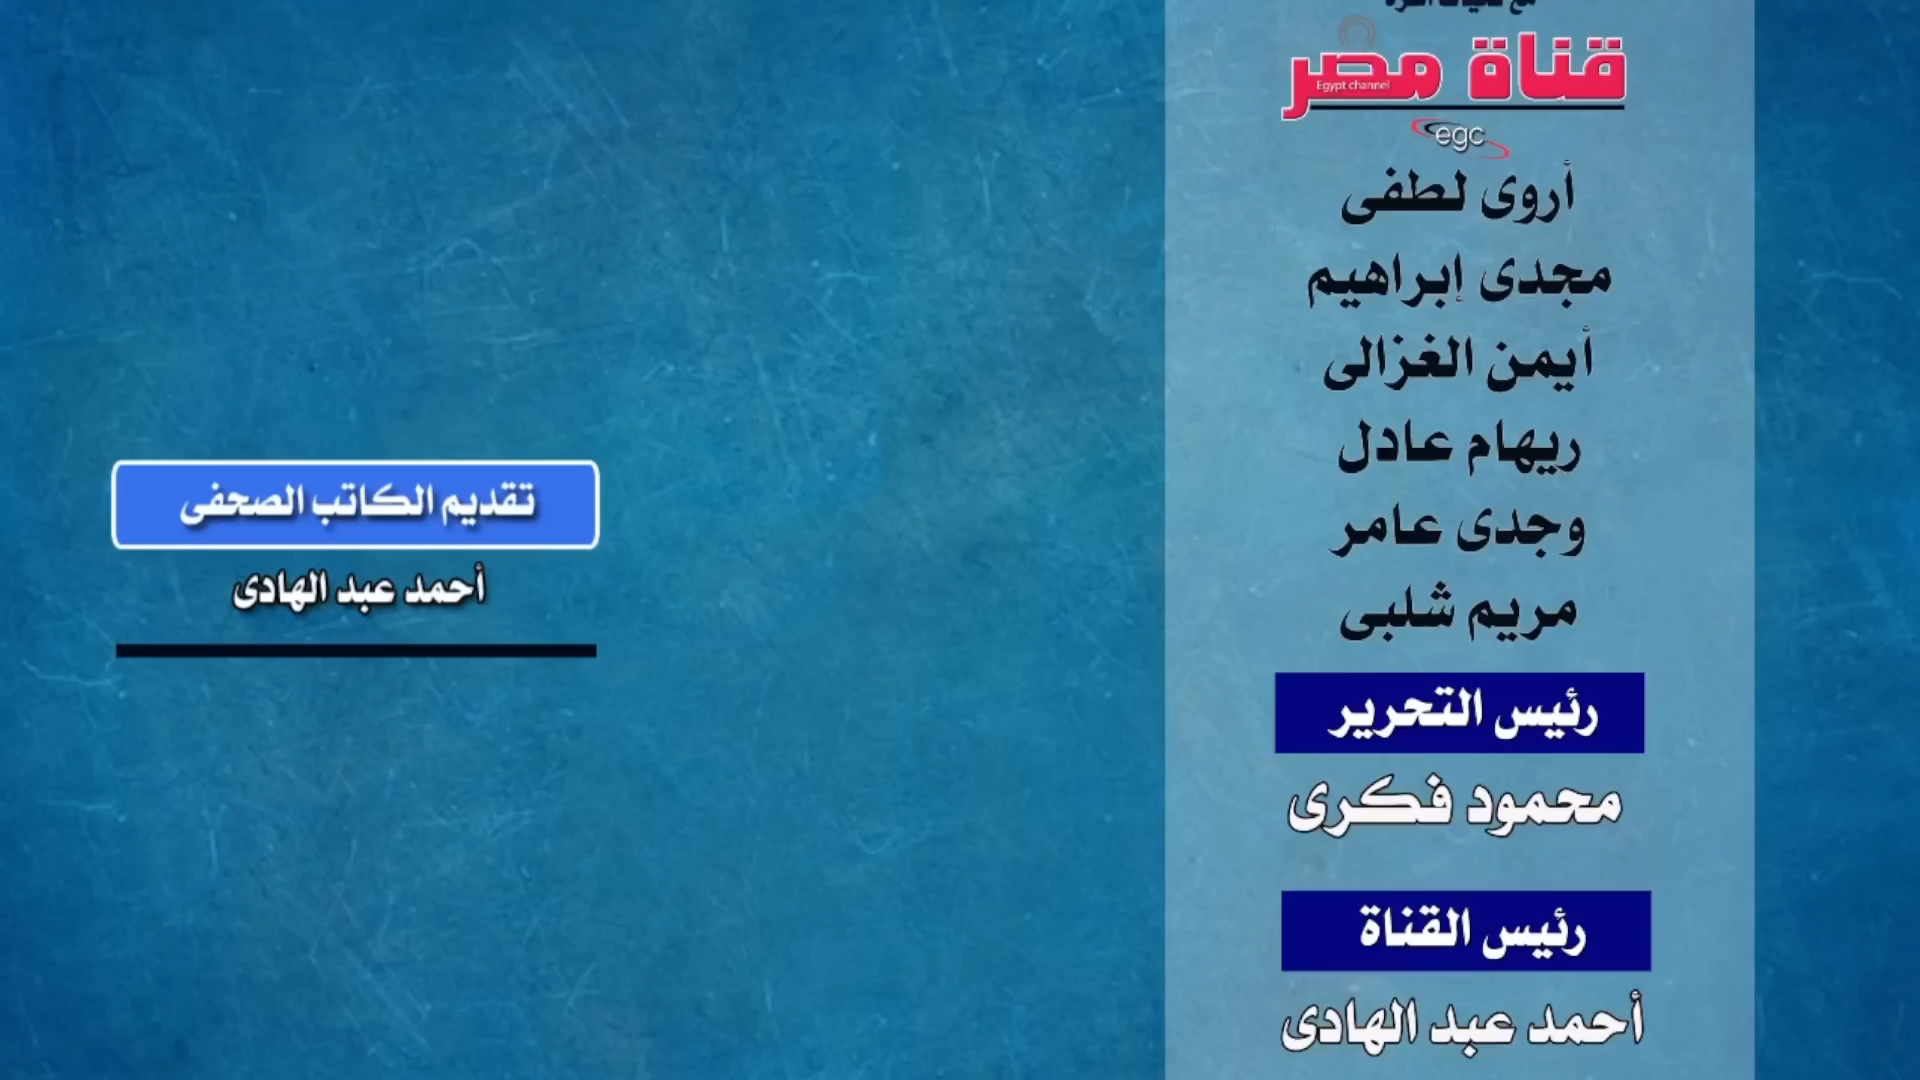 قناة مصر
Egypt channel
egc
أروى لطفى
مجدى إبراهيم
أيمن الغزالى
ريهام عادل
وجدى عامر
مريم شلبى
رئيس التحرير
محمود فكرى
رئيس القناة
أحمد عبد الهادى
تقديم الكاتب الصحفى
أحمد عبد الهادى